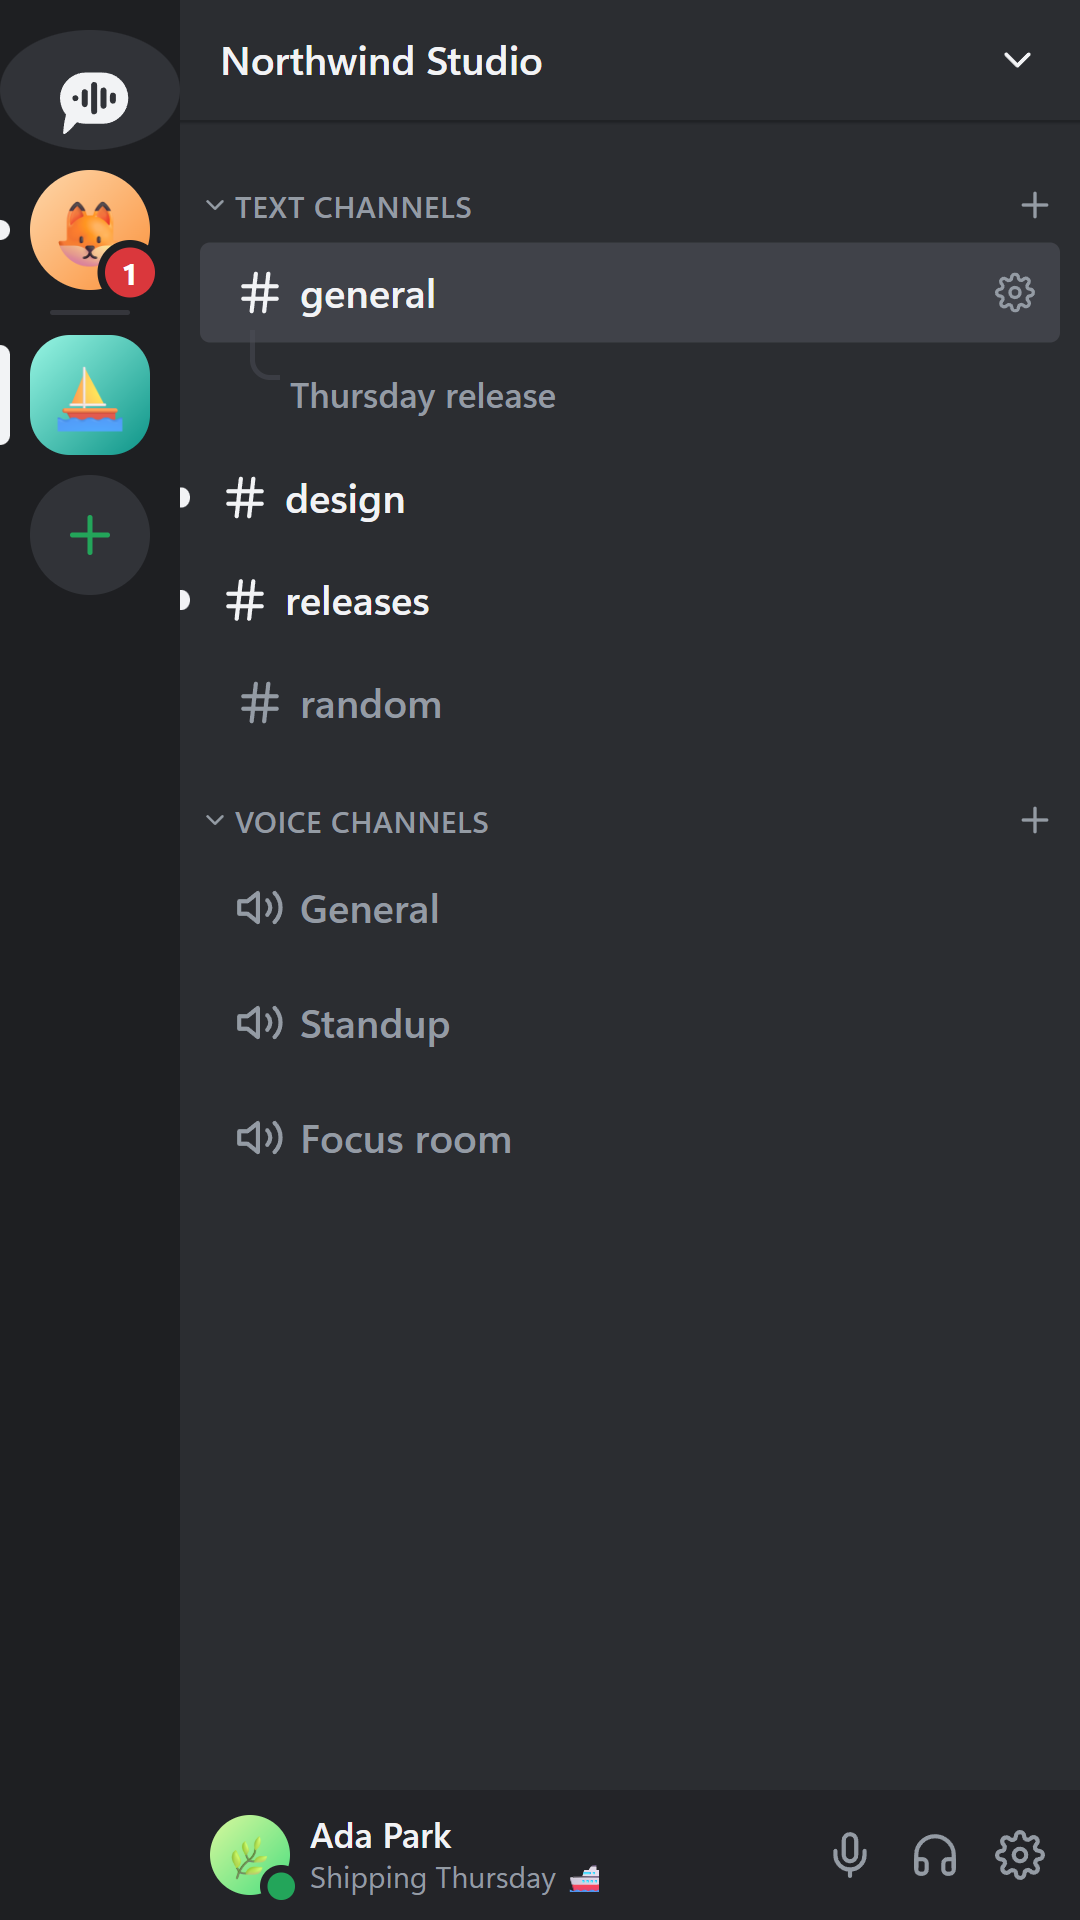 Northwind Studio
1
TEXT CHANNELS
general
Thursday release
design
releases
random
VOICE CHANNELS
General
Standup
Focus room
Ada Park
Shipping Thursday 🚢